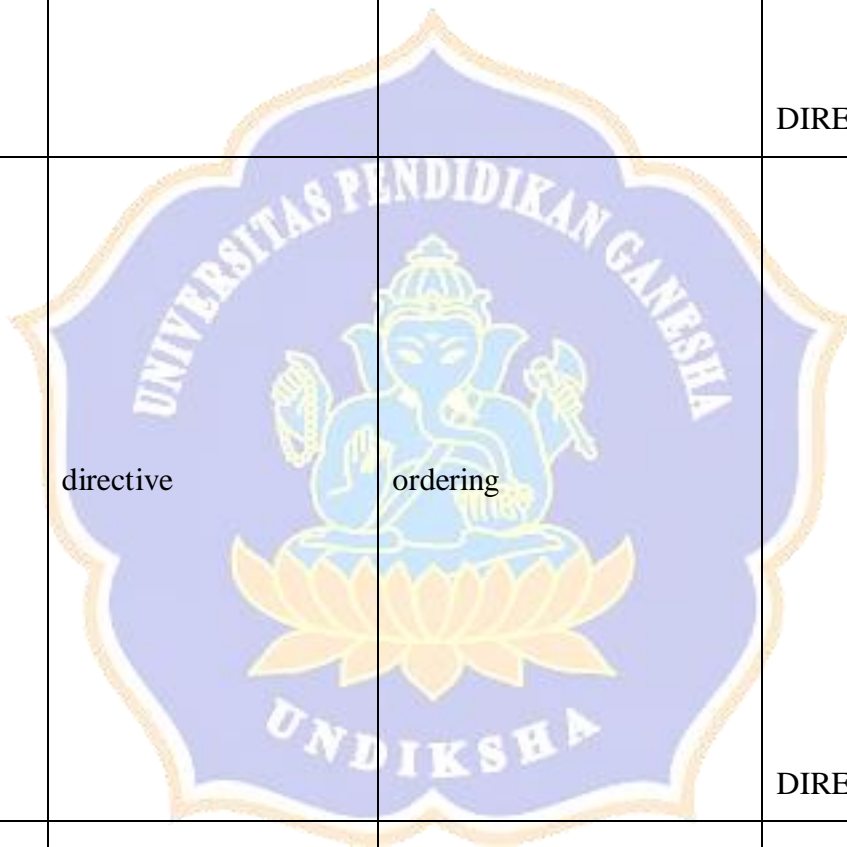 DIRE
UNIVERSITAS PENDIDIKAN GANESHA
directive
ordering
UNDIKSHA
DIRE